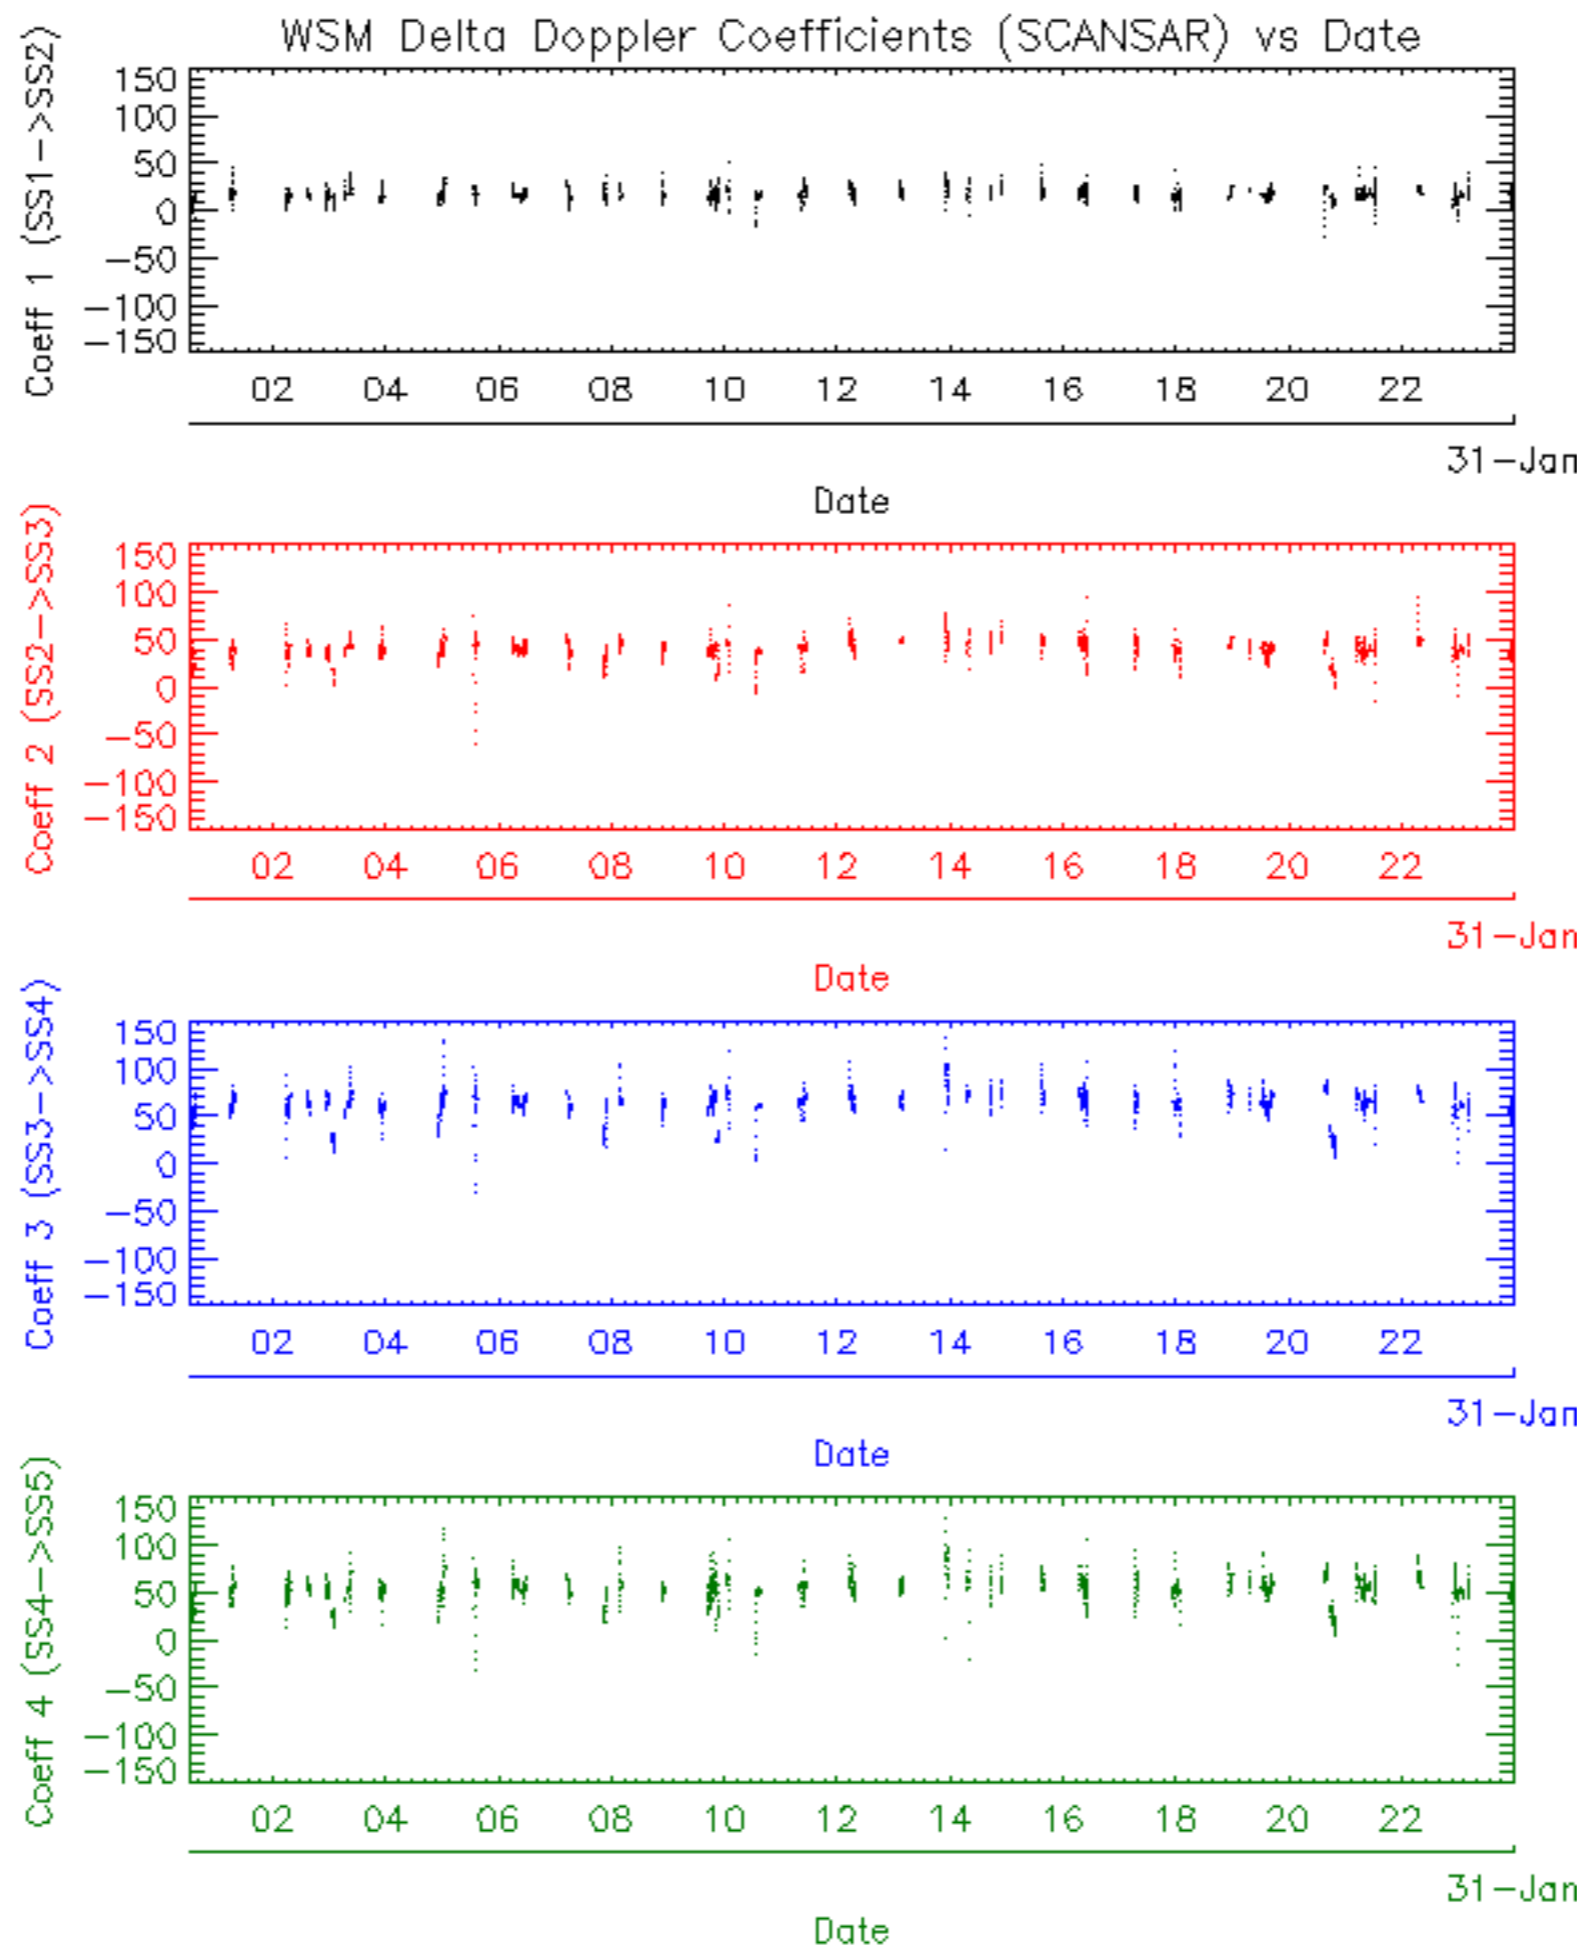 WSM Delta Doppler Coefficients (SCANSAR) vs Date
Coeff 1 (SS1->SS2)
150
100
50
0
-50
-100
-150
02 04 06 08 10 12 14 16 18 20 22
31-Jan
Date
Coeff 2 (SS2->SS3)
150
100
50
0
-50
-100
-150
02 04 06 08 10 12 14 16 18 20 22
31-Jan
Date
Coeff 3 (SS3->SS4)
150
100
50
0
-50
-100
-150
02 04 06 08 10 12 14 16 18 20 22
31-Jan
Date
Coeff 4 (SS4->SS5)
150
100
50
0
-50
-100
-150
02 04 06 08 10 12 14 16 18 20 22
31-Jan
Date